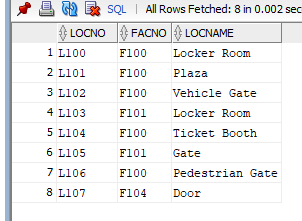 SQL | All Rows Fetched: 8 in 0.002 sec
LOCNO FACNO LOCNAME
1 L100 F100 Locker Room
2 L101 F100 Plaza
3 L102 F100 Vehicle Gate
4 L103 F101 Locker Room
5 L104 F100 Ticket Booth
6 L105 F101 Gate
7 L106 F100 Pedestrian Gate
8 L107 F104 Door